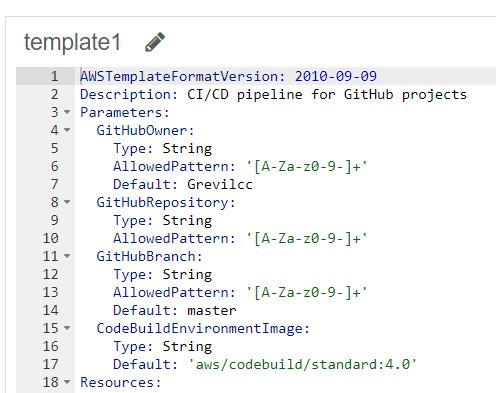 template1
1 AWSTemplateFormatVersion: 2010-09-09
2 Description: CI/CD pipeline for GitHub projects
3 Parameters:
4 GitHubOwner:
5 Type: String
6 AllowedPattern: '[A-Za-z0-9-]+'
7 Default: Grevilcc
8 GitHubRepository:
9 Type: String
10 AllowedPattern: '[A-Za-z0-9-]+'
11 GitHubBranch:
12 Type: String
13 AllowedPattern: '[A-Za-z0-9-]+'
14 Default: master
15 CodeBuildEnvironmentImage:
16 Type: String
17 Default: 'aws/codebuild/standard:4.0'
18 Resources: